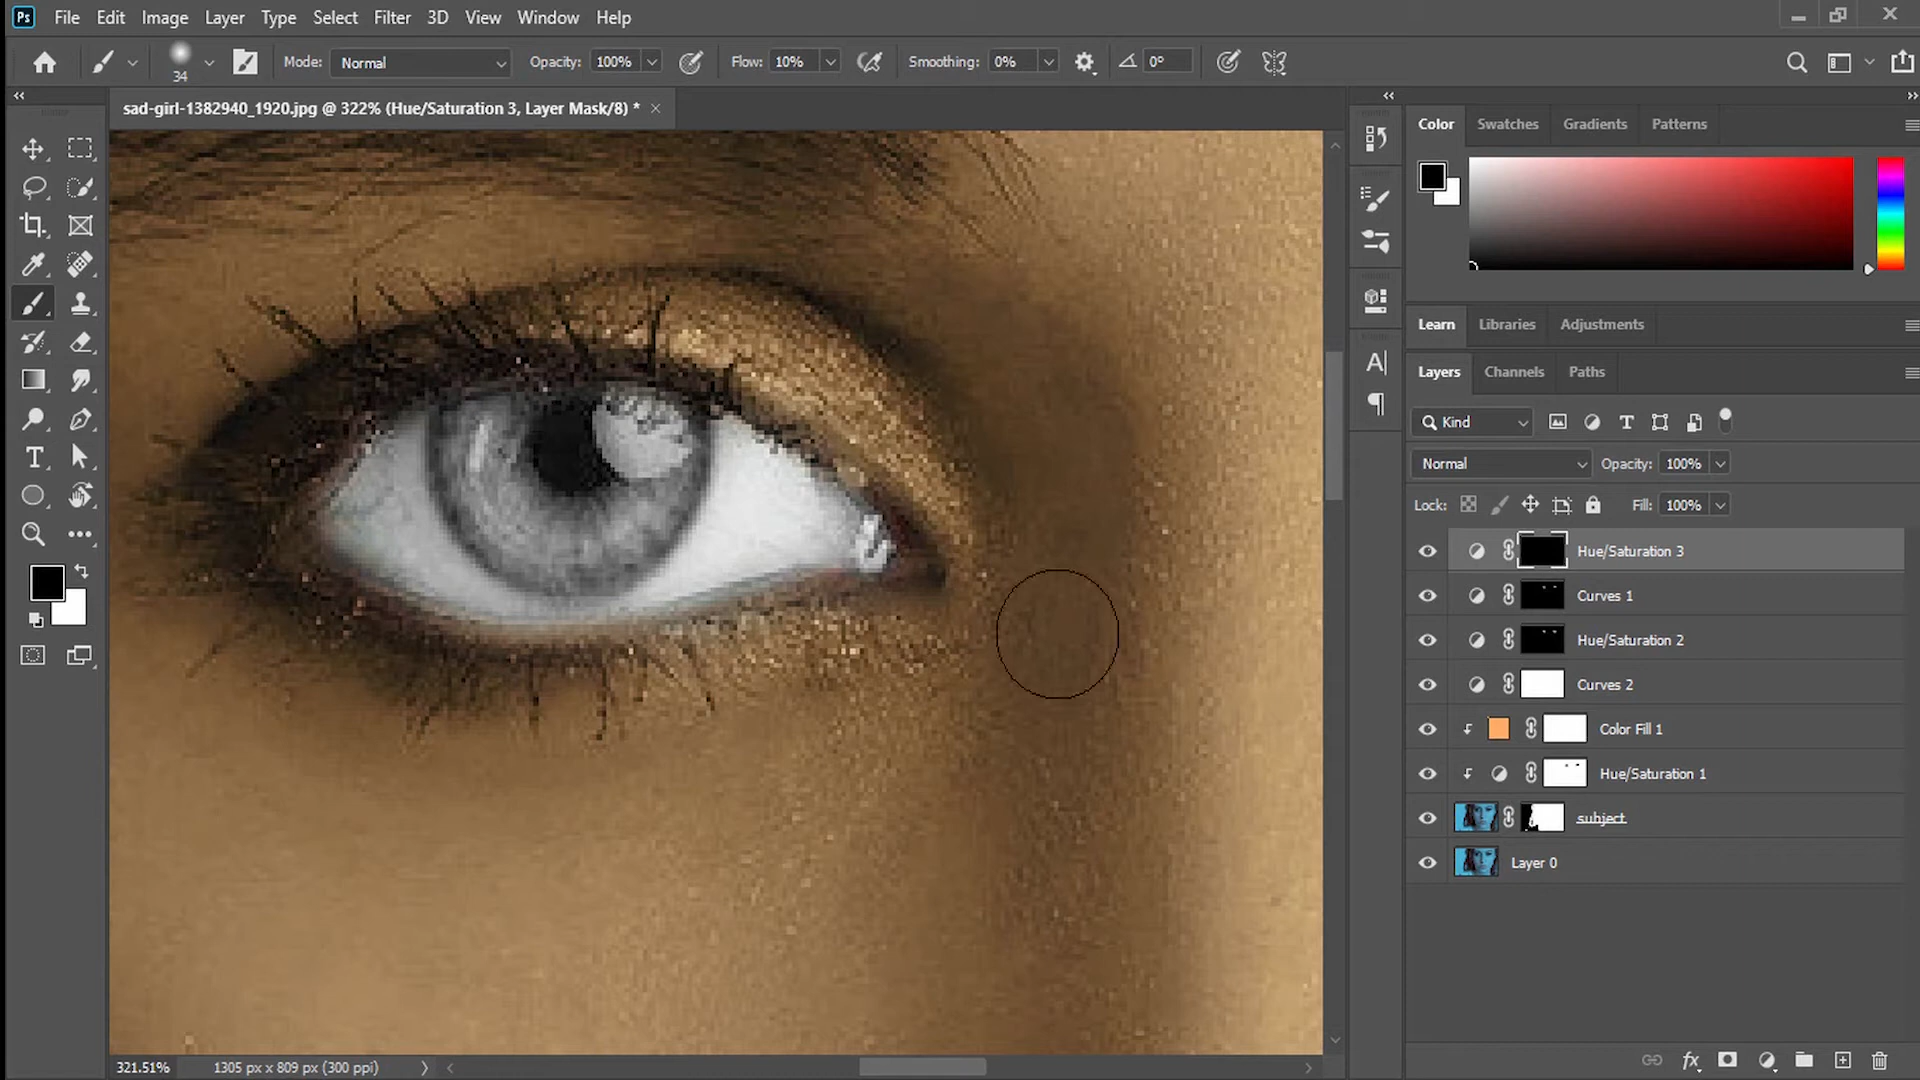 Ps File Edit Image Layer Type Select Filter 3D View Window Help
34 Mode: Normal Opacity: 100% Flow: 10% Smoothing: 0% 0°
sad-girl-1382940_1920.jpg @ 322% (Hue/Saturation 3, Layer Mask/8) *
Color Swatches Gradients Patterns
Learn Libraries Adjustments
Layers Channels Paths
Kind
Normal Opacity: 100%
Lock: Fill: 100%
Hue/Saturation 3
Curves 1
Hue/Saturation 2
Curves 2
Color Fill 1
Hue/Saturation 1
subject
Layer 0
321.51% 1305 px x 809 px (300 ppi)